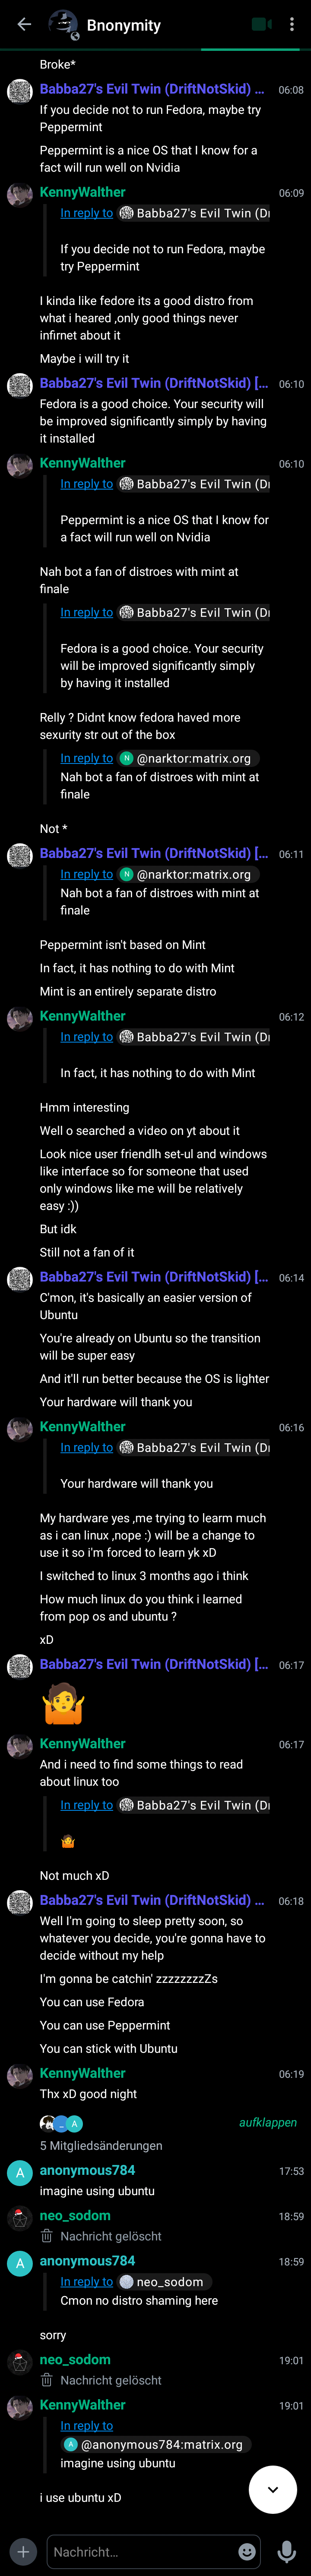 Bnonymity
Broke*
Babba27's Evil Twin (DriftNotSkid) ...
06:08
If you decide not to run Fedora, maybe try
Peppermint
Peppermint is a nice OS that I know for a
fact will run well on Nvidia
KennyWalther
06:09
In reply to Babba27's Evil Twin (Dr
If you decide not to run Fedora, maybe
try Peppermint
I kinda like fedore its a good distro from
what i heared ,only good things never
infirnet about it
Maybe i will try it
Babba27's Evil Twin (DriftNotSkid) [...
06:10
Fedora is a good choice. Your security will
be improved significantly simply by having
it installed
KennyWalther
06:10
In reply to Babba27's Evil Twin (Dr
Peppermint is a nice OS that I know for
a fact will run well on Nvidia
Nah bot a fan of distroes with mint at
finale
In reply to Babba27's Evil Twin (Dr
Fedora is a good choice. Your security
will be improved significantly simply
by having it installed
Relly ? Didnt know fedora haved more
sexurity str out of the box
In reply to N @narktor:matrix.org
Nah bot a fan of distroes with mint at
finale
Not *
Babba27's Evil Twin (DriftNotSkid) [...
06:11
In reply to N @narktor:matrix.org
Nah bot a fan of distroes with mint at
finale
Peppermint isn't based on Mint
In fact, it has nothing to do with Mint
Mint is an entirely separate distro
KennyWalther
06:12
In reply to Babba27's Evil Twin (Dr
In fact, it has nothing to do with Mint
Hmm interesting
Well o searched a video on yt about it
Look nice user friendlh set-ul and windows
like interface so for someone that used
only windows like me will be relatively
easy :))
But idk
Still not a fan of it
Babba27's Evil Twin (DriftNotSkid) [...
06:14
C'mon, it's basically an easier version of
Ubuntu
You're already on Ubuntu so the transition
will be super easy
And it'll run better because the OS is lighter
Your hardware will thank you
KennyWalther
06:16
In reply to Babba27's Evil Twin (Dr
Your hardware will thank you
My hardware yes ,me trying to learm much
as i can linux ,nope :) will be a change to
use it so i'm forced to learn yk xD
I switched to linux 3 months ago i think
How much linux do you think i learned
from pop os and ubuntu ?
xD
Babba27's Evil Twin (DriftNotSkid) [...
06:17
🤷
KennyWalther
06:17
And i need to find some things to read
about linux too
In reply to Babba27's Evil Twin (Dr
🤷
Not much xD
Babba27's Evil Twin (DriftNotSkid) ...
06:18
Well I'm going to sleep pretty soon, so
whatever you decide, you're gonna have to
decide without my help
I'm gonna be catchin' zzzzzzzzZs
You can use Fedora
You can use Peppermint
You can stick with Ubuntu
KennyWalther
06:19
Thx xD good night
A
aufklappen
5 Mitgliedsänderungen
A
anonymous784
17:53
imagine using ubuntu
neo_sodom
18:59
Nachricht gelöscht
A
anonymous784
18:59
In reply to neo_sodom
Cmon no distro shaming here
sorry
neo_sodom
19:01
Nachricht gelöscht
KennyWalther
19:01
In reply to
A @anonymous784:matrix.org
imagine using ubuntu
i use ubuntu xD
Nachricht…